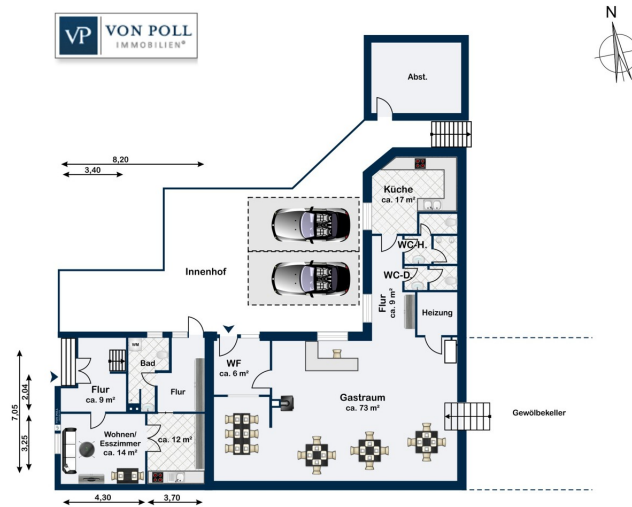 VP VON POLL
IMMOBILIEN®
N
Abst.
8,20
3,40
Küche
ca. 17 m²
WC-H.
Innenhof
WC-D.
Flur
ca. 9 m²
Heizung
WM
Bad
WF
ca. 6 m²
Flur
Flur
ca. 9 m²
Gastraum
ca. 73 m²
7,05
2,04
3,25
Gewölbekeller
Wohnen/
Esszimmer
ca. 14 m²
ca. 12 m²
4,30
3,70